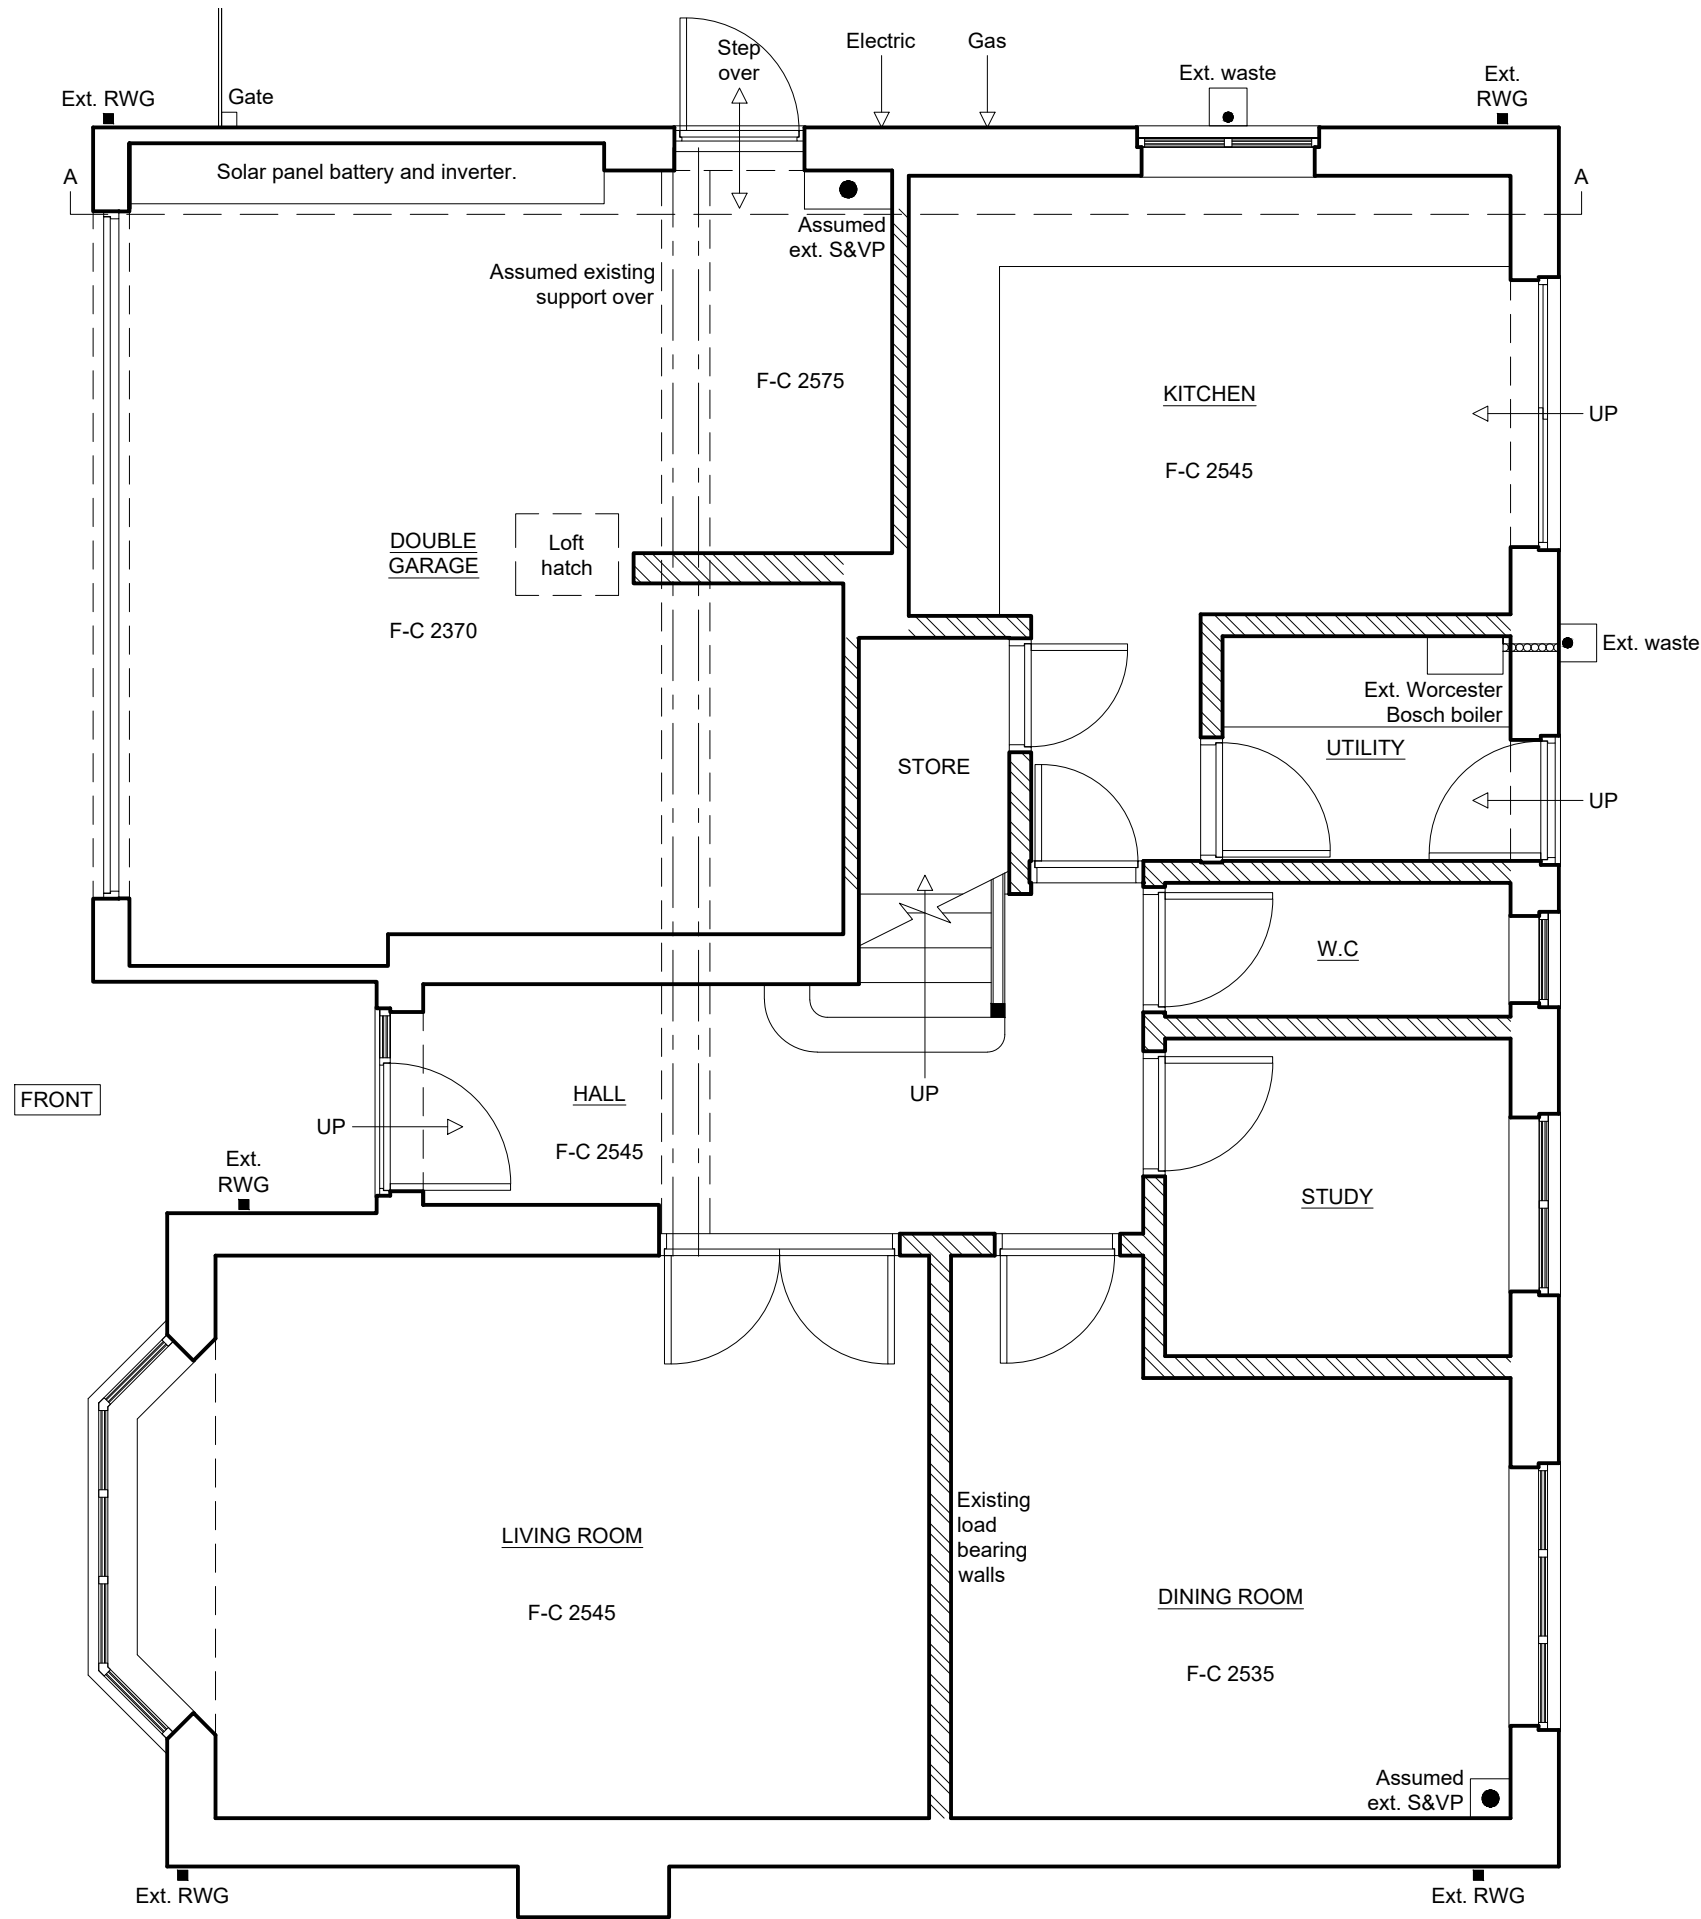 Step
over
Electric
Gas
Ext. waste
Ext.
RWG
Ext. RWG
Gate
A
Solar panel battery and inverter.
A
Assumed
ext. S&VP
Assumed existing
support over
F-C 2575
KITCHEN
UP
F-C 2545
DOUBLE
GARAGE
Loft
hatch
F-C 2370
Ext. waste
Ext. Worcester
Bosch boiler
UTILITY
STORE
UP
W.C
FRONT
HALL
UP
UP
F-C 2545
Ext.
RWG
STUDY
Existing
load
bearing
walls
LIVING ROOM
F-C 2545
DINING ROOM
F-C 2535
Assumed
ext. S&VP
Ext. RWG
Ext. RWG